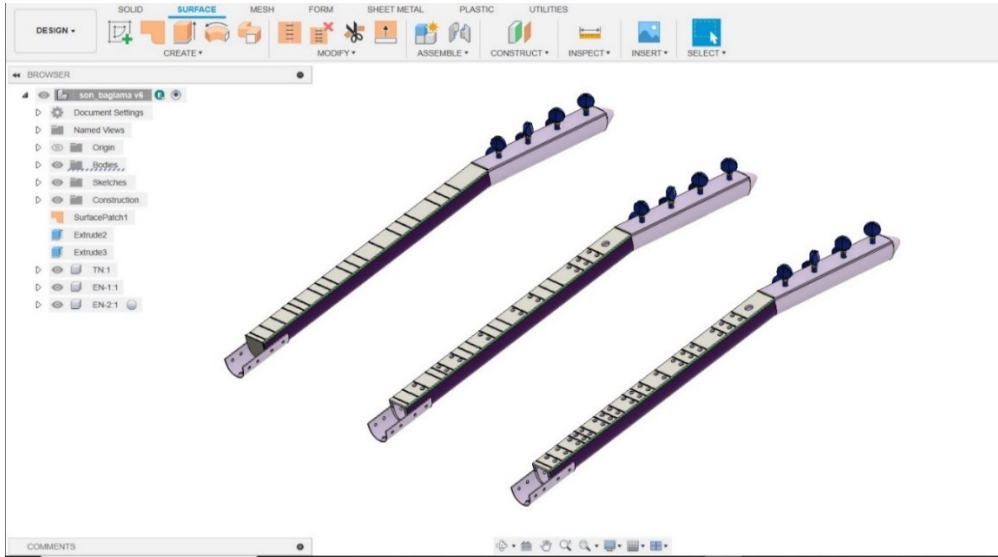 SOLID SURFACE MESH FORM SHEET METAL PLASTIC UTILITIES
DESIGN
CREATE MODIFY ASSEMBLE CONSTRUCT INSPECT INSERT SELECT
BROWSER
son_baglama v6
Document Settings
Named Views
Origin
Bodies
Sketches
Construction
SurfacePatch1
Extrude2
Extrude3
TN:1
EN-1:1
EN-2:1
COMMENTS